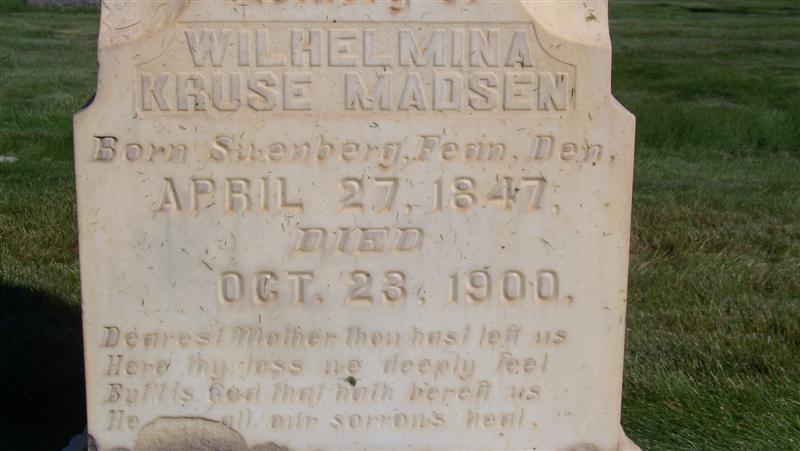 Memory of
WILHELMINA
KRUSE MADSEN
Born Svenberg, Fean, Den.
APRIL 27, 1847.
DIED
OCT. 23, 1900.
Dearest Mother thou hast left us
Here thy loss we deeply feel
But tis God that hath bereft us
He all our sorrows heal.